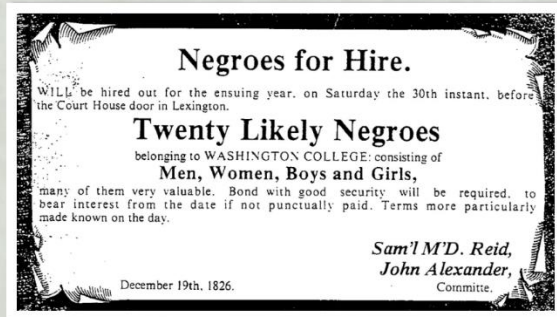 Negroes for Hire.
WILL be hired out for the ensuing year, on Saturday the 30th instant, before
the Court House door in Lexington.
Twenty Likely Negroes
belonging to WASHINGTON COLLEGE: consisting of
Men, Women, Boys and Girls,
many of them very valuable. Bond with good security will be required, to
bear interest from the date if not punctually paid. Terms more particularly
made known on the day.
Sam'l M'D. Reid,
John Alexander,
December 19th, 1826.
Committe.